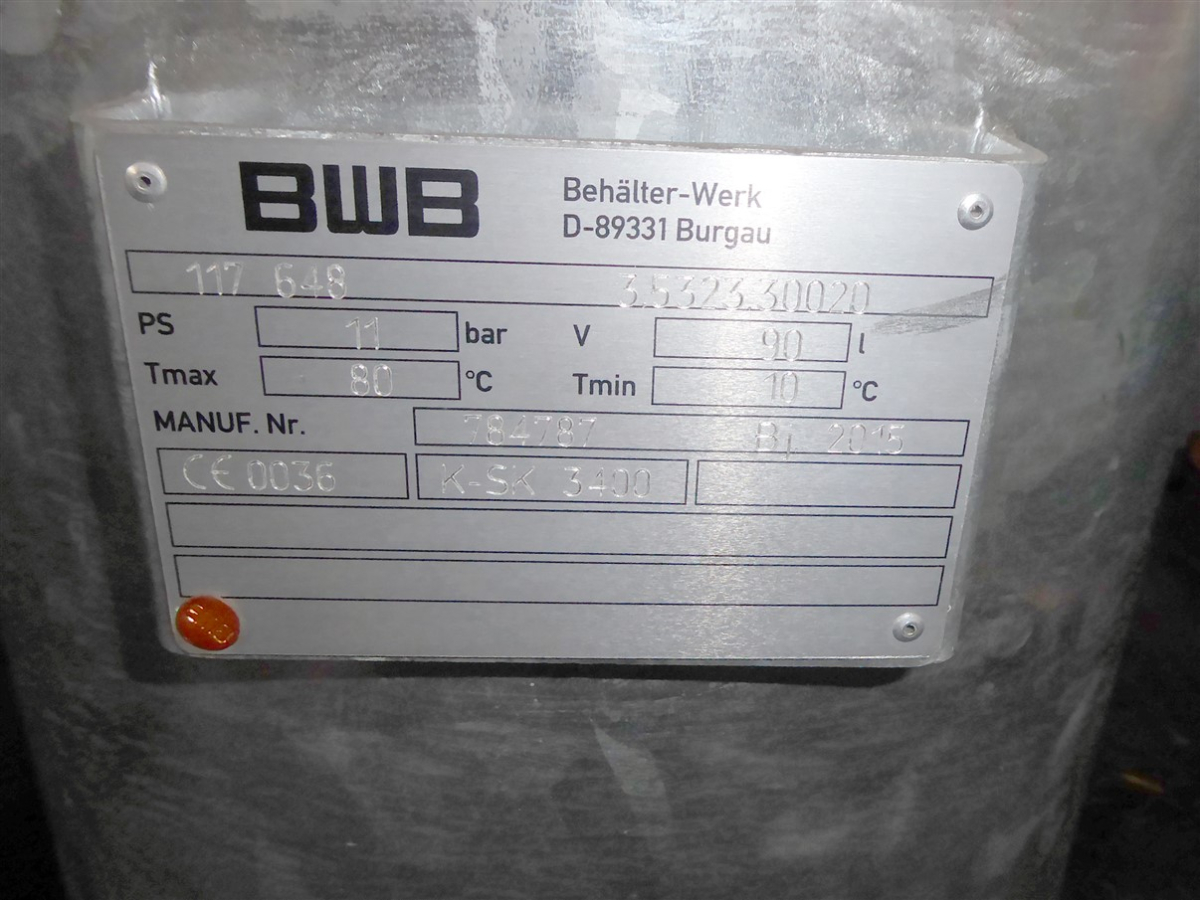 BWB
Behälter-Werk
D-89331 Burgau
117 648 3.5323.30020
PS 11 bar V 90 l
Tmax 80 °C Tmin 10 °C
MANUF. Nr. 784787 Bj 2015
CE 0036 K-SK 3400